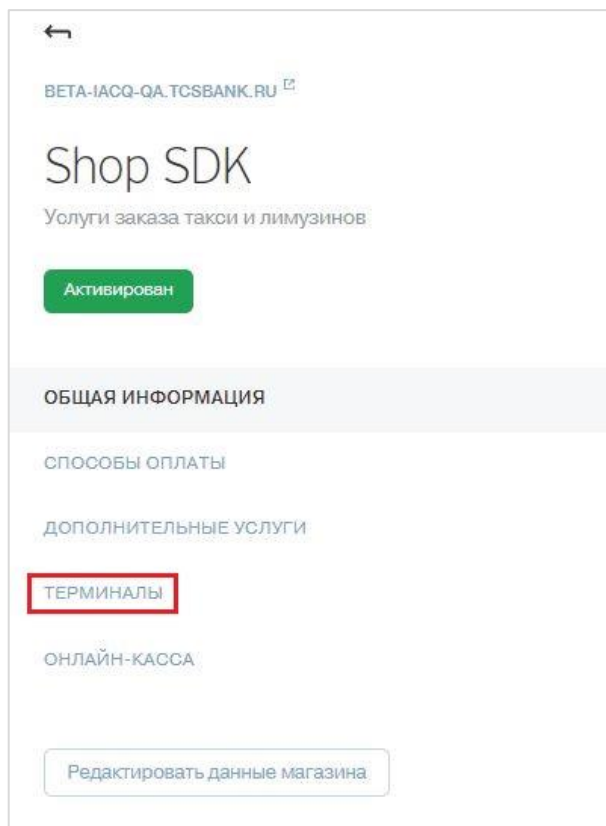 BETA-IACQ-QA.TCSBANK.RU
Shop SDK
Услуги заказа такси и лимузинов
Активирован
ОБЩАЯ ИНФОРМАЦИЯ
СПОСОБЫ ОПЛАТЫ
ДОПОЛНИТЕЛЬНЫЕ УСЛУГИ
ТЕРМИНАЛЫ
ОНЛАЙН-КАССА
Редактировать данные магазина